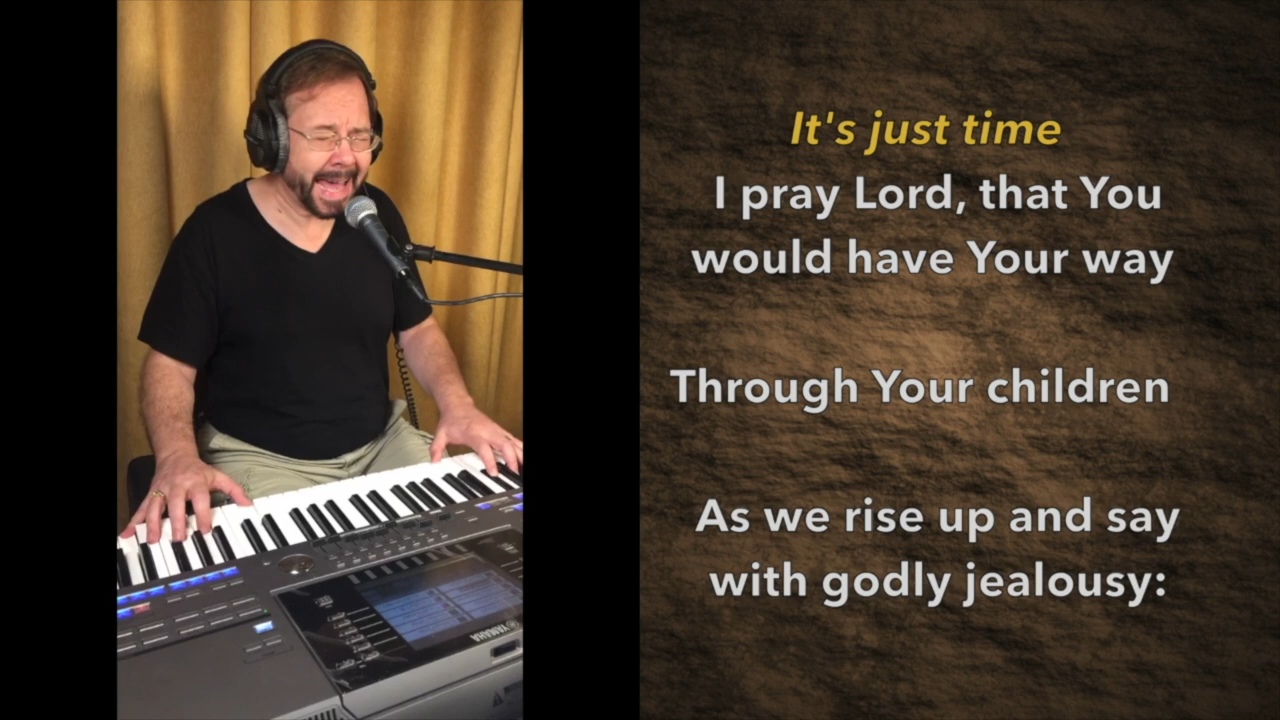 It's just time
I pray Lord, that You
would have Your way
Through Your children
As we rise up and say
with godly jealousy:
YAMAHA